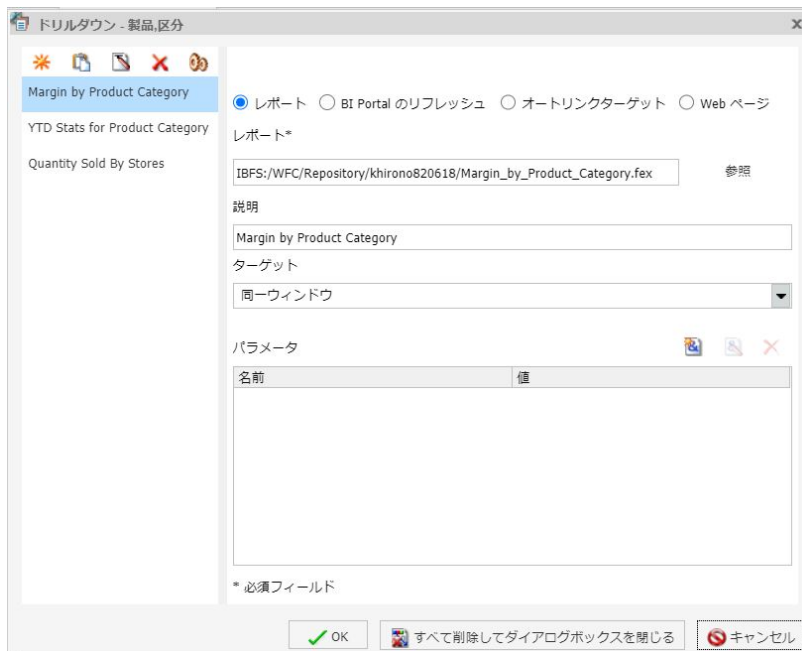 ドリルダウン - 製品,区分
x
Margin by Product Category
YTD Stats for Product Category
Quantity Sold By Stores
レポート BI Portal のリフレッシュ オートリンクターゲット Web ページ
レポート*
IBFS:/WFC/Repository/khirono820618/Margin_by_Product_Category.fex 参照
説明
Margin by Product Category
ターゲット
同一ウィンドウ
パラメータ
名前 値
* 必須フィールド
OK すべて削除してダイアログボックスを閉じる キャンセル